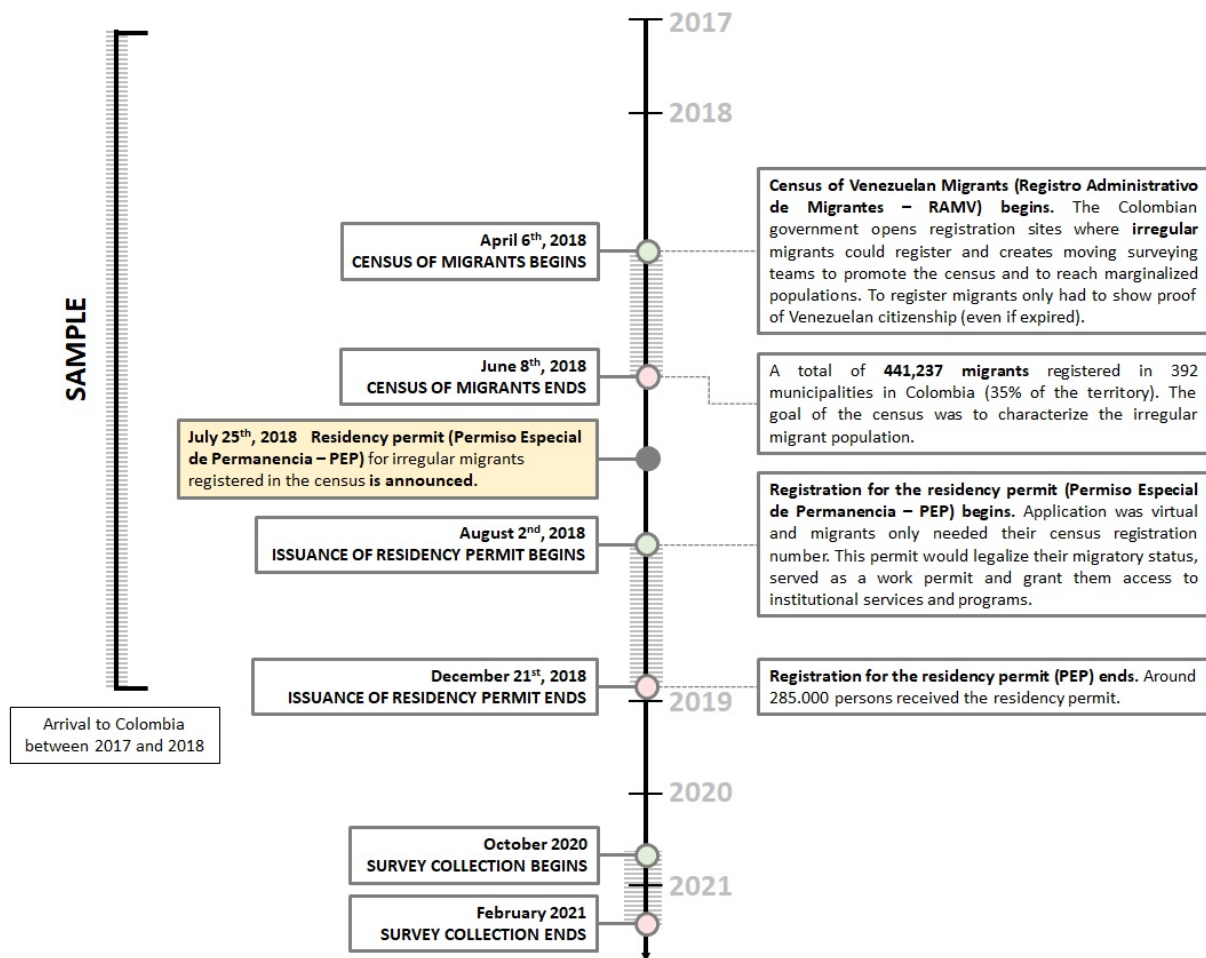 2017
2018
Census of Venezuelan Migrants (Registro Administrativo
de Migrantes – RAMV) begins. The Colombian
government opens registration sites where irregular
migrants could register and creates moving surveying
teams to promote the census and to reach marginalized
populations. To register migrants only had to show proof
of Venezuelan citizenship (even if expired).
April 6th, 2018
CENSUS OF MIGRANTS BEGINS
SAMPLE
June 8th, 2018
CENSUS OF MIGRANTS ENDS
A total of 441,237 migrants registered in 392
municipalities in Colombia (35% of the territory). The
goal of the census was to characterize the irregular
migrant population.
July 25th, 2018 Residency permit (Permiso Especial
de Permanencia – PEP) for irregular migrants
registered in the census is announced.
Registration for the residency permit (Permiso Especial
de Permanencia – PEP) begins. Application was virtual
and migrants only needed their census registration
number. This permit would legalize their migratory status,
served as a work permit and grant them access to
institutional services and programs.
August 2nd, 2018
ISSUANCE OF RESIDENCY PERMIT BEGINS
December 21st, 2018
ISSUANCE OF RESIDENCY PERMIT ENDS
Registration for the residency permit (PEP) ends. Around
285.000 persons received the residency permit.
2019
Arrival to Colombia
between 2017 and 2018
2020
October 2020
SURVEY COLLECTION BEGINS
2021
February 2021
SURVEY COLLECTION ENDS